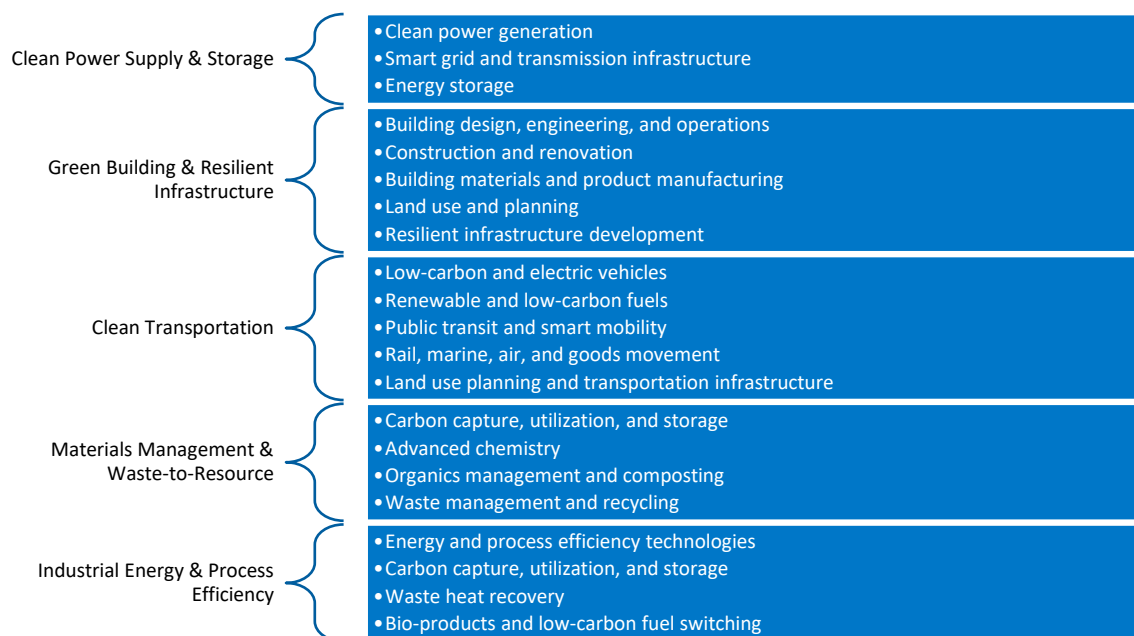 Clean Power Supply & Storage
•Clean power generation
•Smart grid and transmission infrastructure
•Energy storage
Green Building & Resilient
Infrastructure
•Building design, engineering, and operations
•Construction and renovation
•Building materials and product manufacturing
•Land use and planning
•Resilient infrastructure development
Clean Transportation
•Low-carbon and electric vehicles
•Renewable and low-carbon fuels
•Public transit and smart mobility
•Rail, marine, air, and goods movement
•Land use planning and transportation infrastructure
Materials Management &
Waste-to-Resource
•Carbon capture, utilization, and storage
•Advanced chemistry
•Organics management and composting
•Waste management and recycling
Industrial Energy & Process
Efficiency
•Energy and process efficiency technologies
•Carbon capture, utilization, and storage
•Waste heat recovery
•Bio-products and low-carbon fuel switching